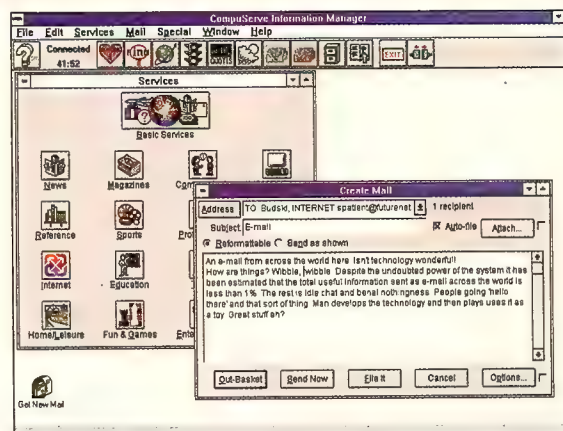 CompuServe Information Manager
File Edit Services Mail Special Window Help
Connected
41:52
QUOTES
EXIT
Services
Basic Services
News
Magazines
Reference
Sports
Internet
Education
Home/Leisure
Fun & Games
Create Mail
Address TO: Budski, INTERNET spatient@futurenet 1 recipient
Subject E-mail Auto-file Attach...
Reformattable Send as shown
An e-mail from across the world here. Isn't technology wonderful!
How are things? Wibble, wibble. Despite the undoubted power of the system it has
been estimated that the total useful information sent as e-mail across the world is
less than 1%. The rest is idle chat and benal nothingness. People going 'hello
there' and that sort of thing. Man develops the technology and then plays uses it as
a toy. Great stuff eh?
Out-Basket Send Now File It Cancel Options...
Get New Mail